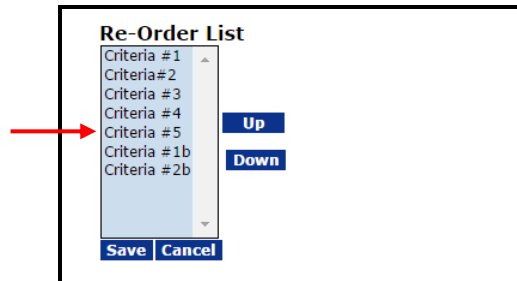 Re-Order List
Criteria #1
Criteria#2
Criteria #3
Criteria #4
Criteria #5
Criteria #1b
Criteria #2b
Up
Down
Save Cancel